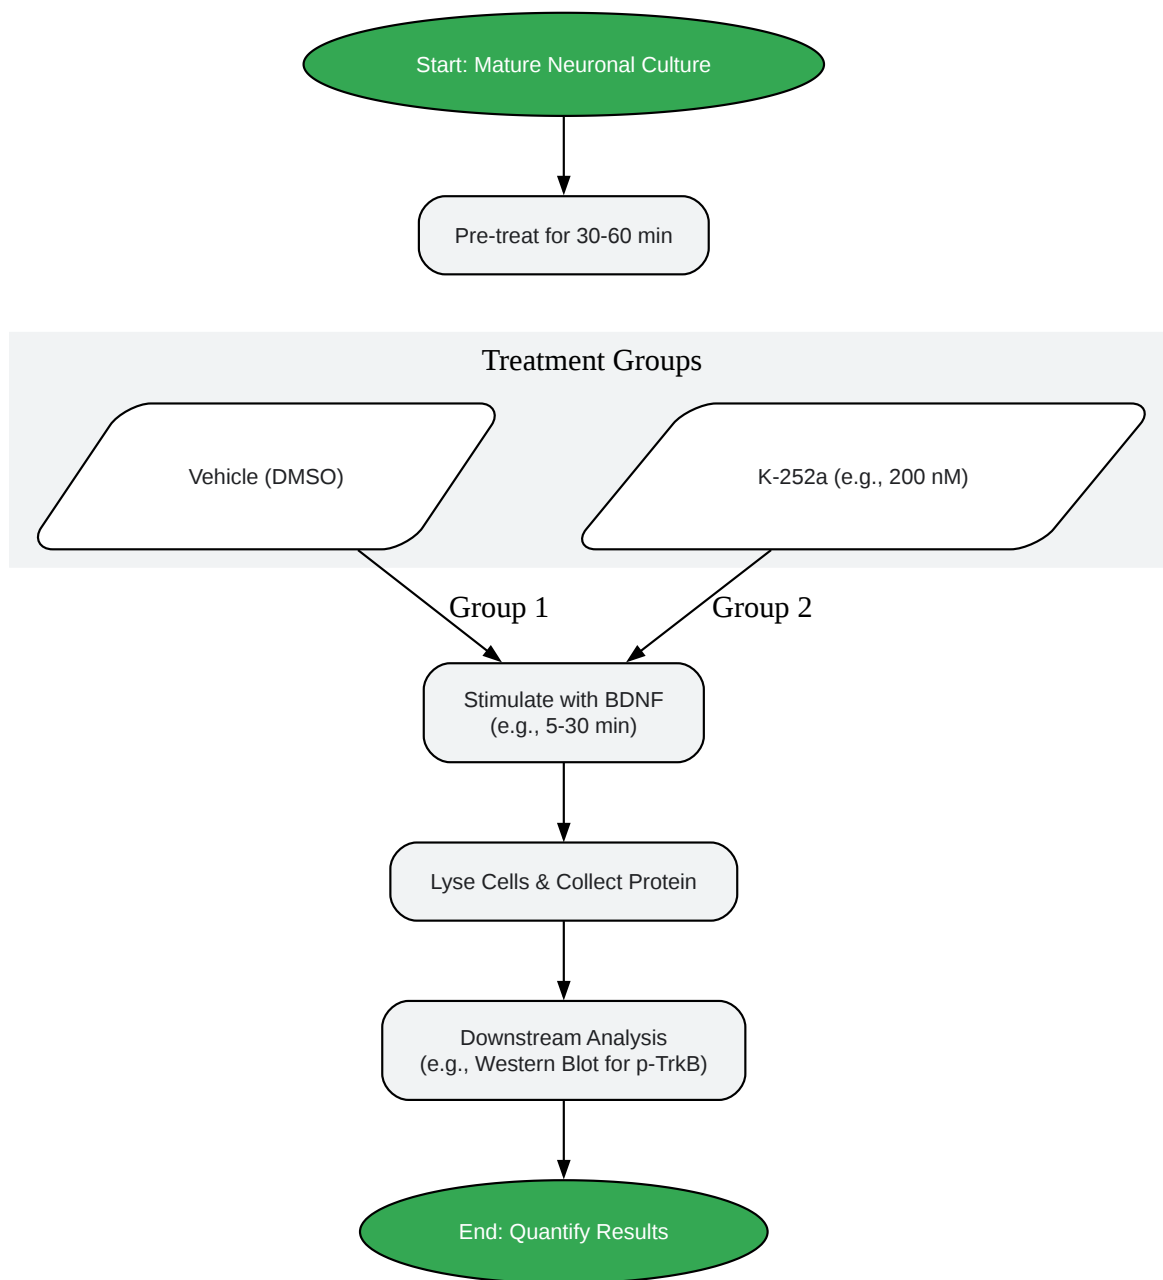 Start: Mature Neuronal Culture
Pre-treat for 30-60 min
Treatment Groups
Vehicle (DMSO)
K-252a (e.g., 200 nM)
Group 1
Group 2
Stimulate with BDNF
(e.g., 5-30 min)
Lyse Cells & Collect Protein
Downstream Analysis
(e.g., Western Blot for p-TrkB)
End: Quantify Results